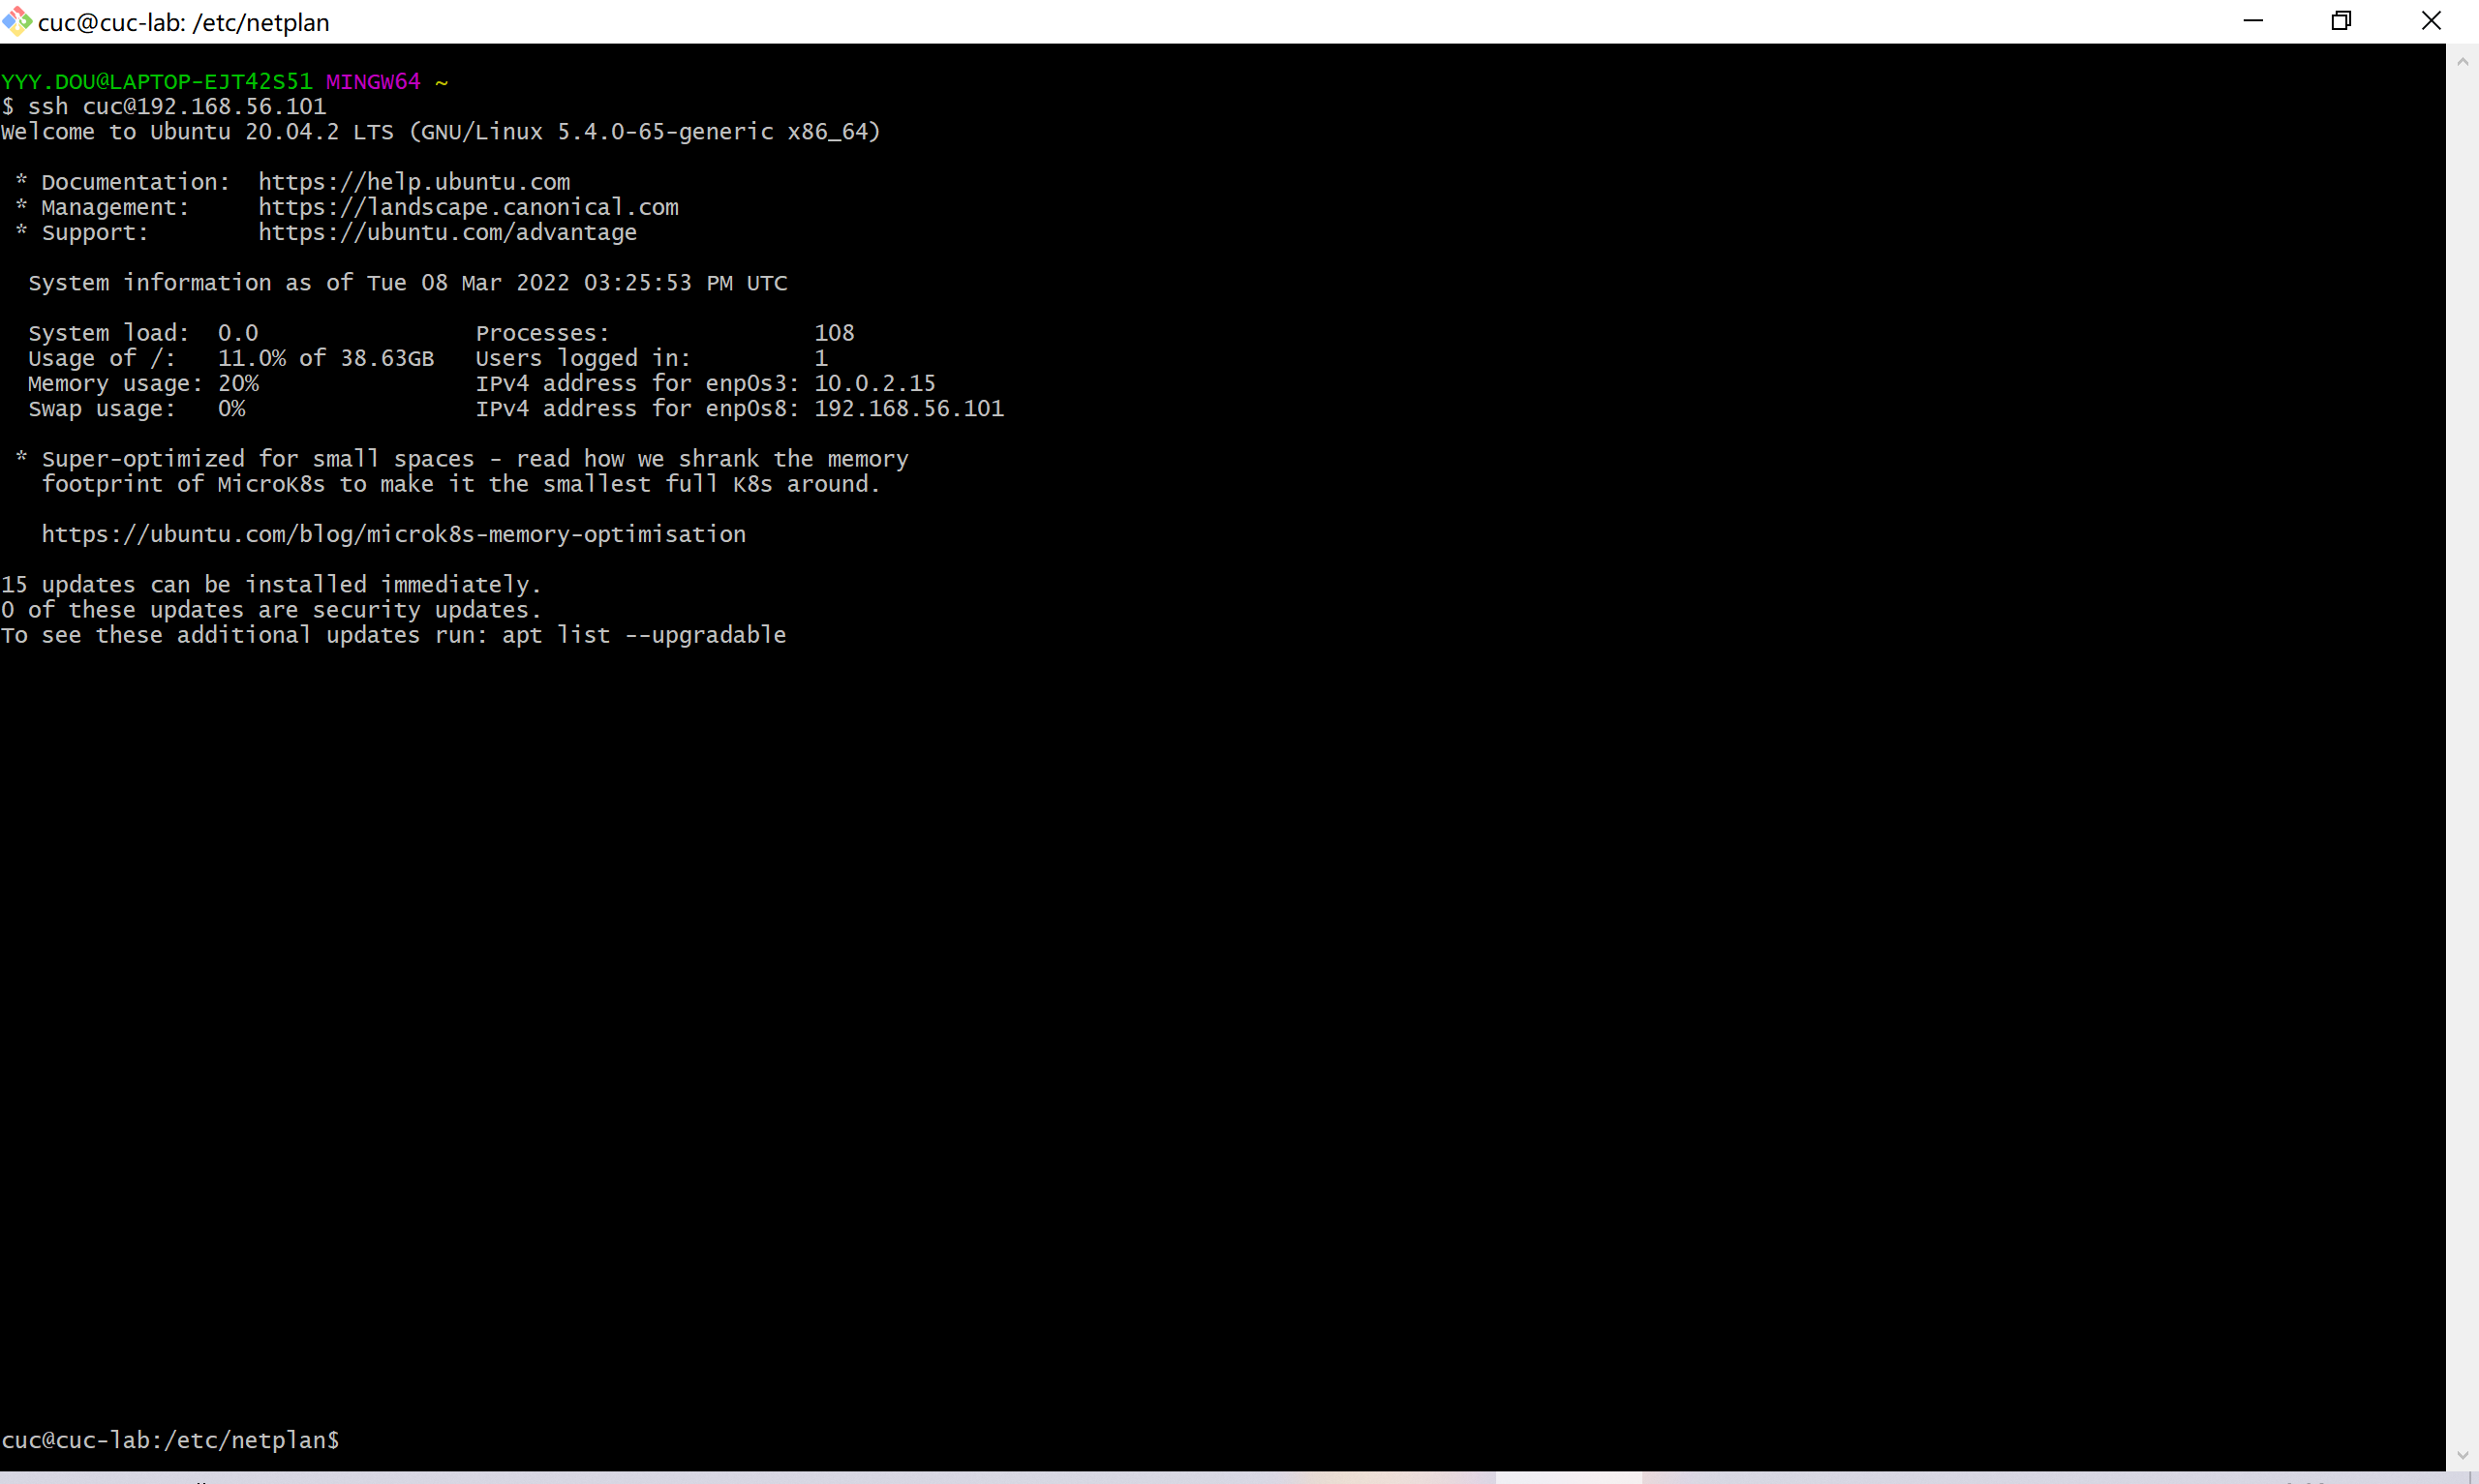 cuc@cuc-lab: /etc/netplan
YYY.DOU@LAPTOP-EJT42S51 MINGW64 ~
$ ssh cuc@192.168.56.101
Welcome to Ubuntu 20.04.2 LTS (GNU/Linux 5.4.0-65-generic x86_64)
* Documentation:  https://help.ubuntu.com
* Management:     https://landscape.canonical.com
* Support:        https://ubuntu.com/advantage
System information as of Tue 08 Mar 2022 03:25:53 PM UTC
System load:  0.0                Processes:               108
Usage of /:   11.0% of 38.63GB   Users logged in:         1
Memory usage: 20%                IPv4 address for enp0s3: 10.0.2.15
Swap usage:   0%                 IPv4 address for enp0s8: 192.168.56.101
* Super-optimized for small spaces - read how we shrank the memory
footprint of MicroK8s to make it the smallest full K8s around.
https://ubuntu.com/blog/microk8s-memory-optimisation
15 updates can be installed immediately.
0 of these updates are security updates.
To see these additional updates run: apt list --upgradable
cuc@cuc-lab:/etc/netplan$